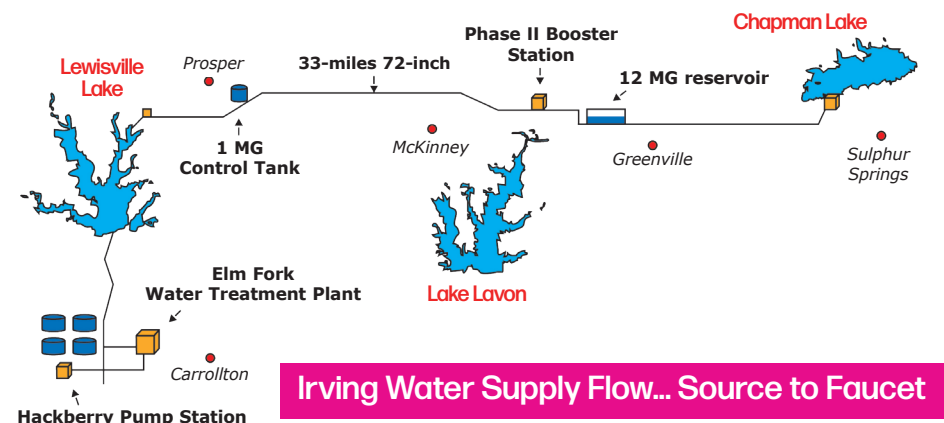 Chapman Lake
Phase II Booster
Station
Lewisville
Lake
Prosper
33-miles 72-inch
12 MG reservoir
1 MG
Control Tank
McKinney
Greenville
Sulphur
Springs
Elm Fork
Water Treatment Plant
Lake Lavon
Carrollton
Irving Water Supply Flow... Source to Faucet
Hackberry Pump Station